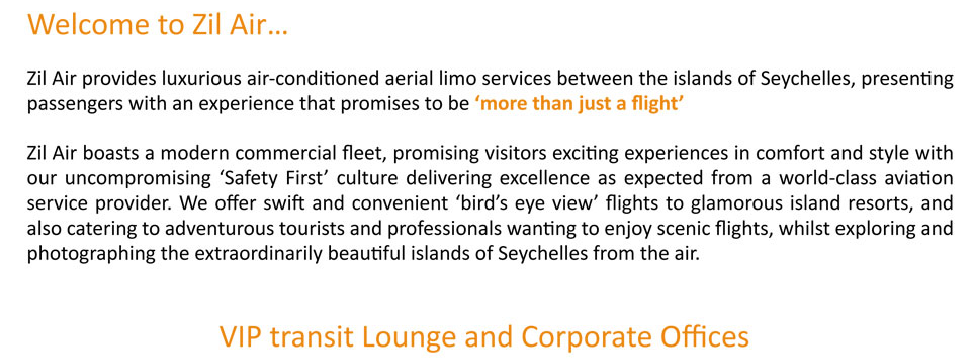 Welcome to Zil Air...
Zil Air provides luxurious air-conditioned aerial limo services between the islands of Seychelles, presenting
passengers with an experience that promises to be ‘more than just a flight’
Zil Air boasts a modern commercial fleet, promising visitors exciting experiences in comfort and style with
our uncompromising ‘Safety First’ culture delivering excellence as expected from a world-class aviation
service provider. We offer swift and convenient ‘bird’s eye view’ flights to glamorous island resorts, and
also catering to adventurous tourists and professionals wanting to enjoy scenic flights, whilst exploring and
photographing the extraordinarily beautiful islands of Seychelles from the air.
VIP transit Lounge and Corporate Offices